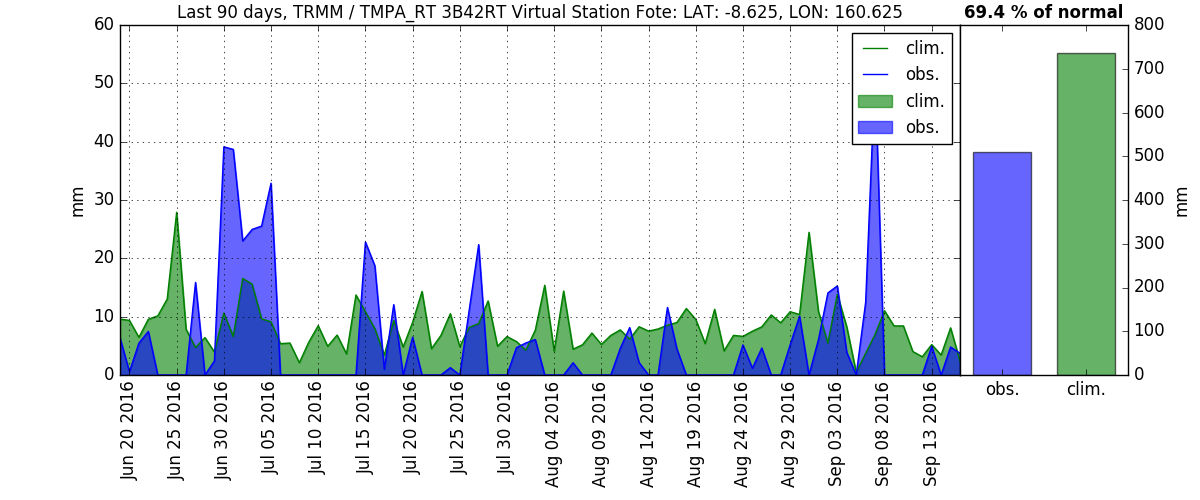 Last 90 days, TRMM / TMPA_RT 3B42RT Virtual Station Fote: LAT: -8.625, LON: 160.625
69.4 % of normal
60
50
40
30
20
10
0
mm
clim.
obs.
clim.
obs.
800
700
600
500
400
300
200
100
0
mm
Jun 20 2016
Jun 25 2016
Jun 30 2016
Jul 05 2016
Jul 10 2016
Jul 15 2016
Jul 20 2016
Jul 25 2016
Jul 30 2016
Aug 04 2016
Aug 09 2016
Aug 14 2016
Aug 19 2016
Aug 24 2016
Aug 29 2016
Sep 03 2016
Sep 08 2016
Sep 13 2016
obs.
clim.